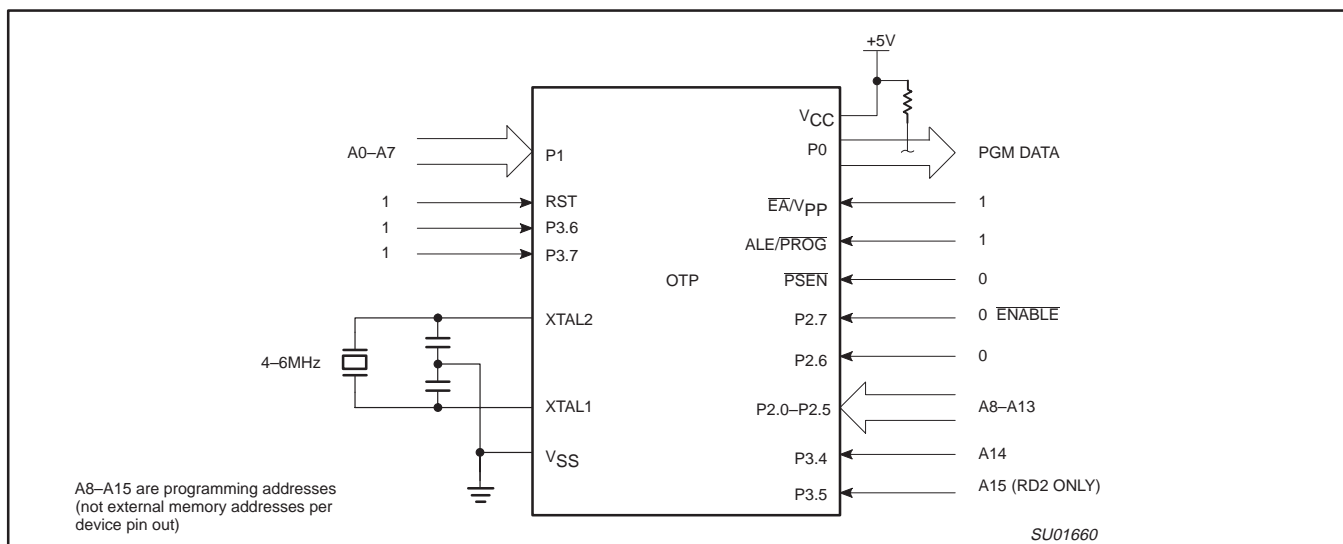 +5V
VCC
A0–A7
P1
P0
PGM DATA
1
RST
EA/VPP
1
1
P3.6
ALE/PROG
1
1
P3.7
OTP
PSEN
0
XTAL2
P2.7
0 ENABLE
4–6MHz
P2.6
0
XTAL1
P2.0–P2.5
A8–A13
VSS
P3.4
A14
P3.5
A15 (RD2 ONLY)
A8–A15 are programming addresses
(not external memory addresses per
device pin out)
SU01660